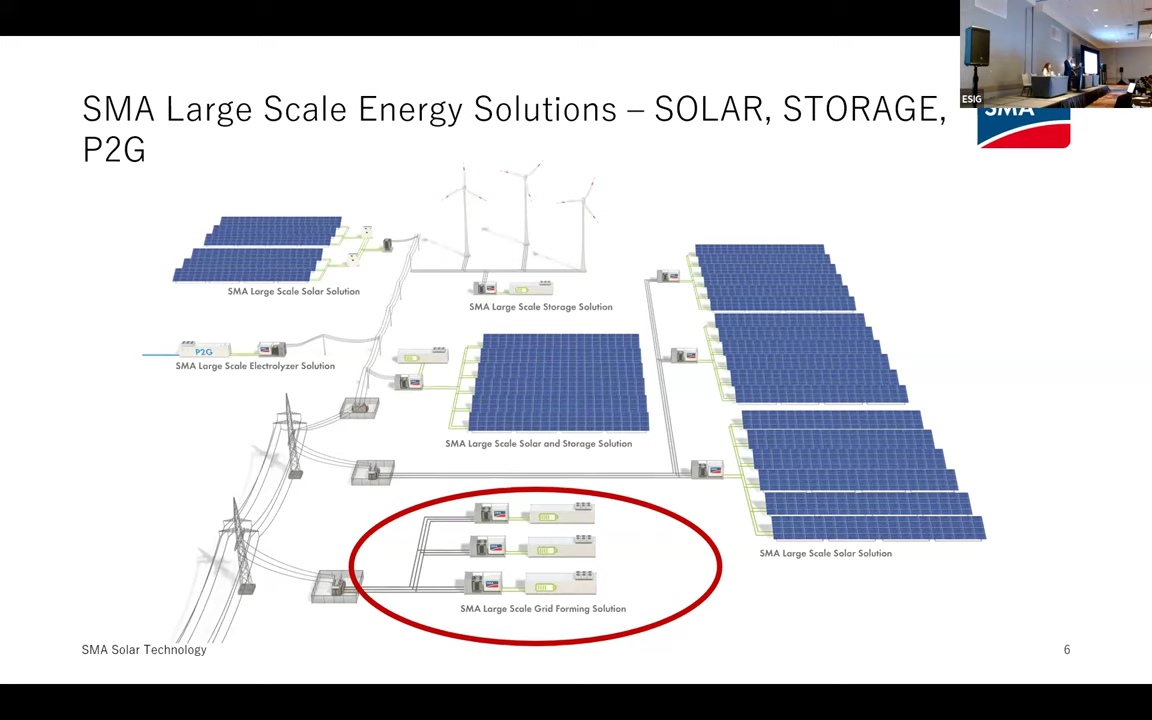 SMA Large Scale Energy Solutions – SOLAR, STORAGE,
P2G
ESIG
SMA
SMA Large Scale Solar Solution
SMA Large Scale Storage Solution
P2G
SMA Large Scale Electrolyzer Solution
SMA Large Scale Solar and Storage Solution
SMA Large Scale Solar Solution
SMA Large Scale Grid Forming Solution
SMA Solar Technology
6